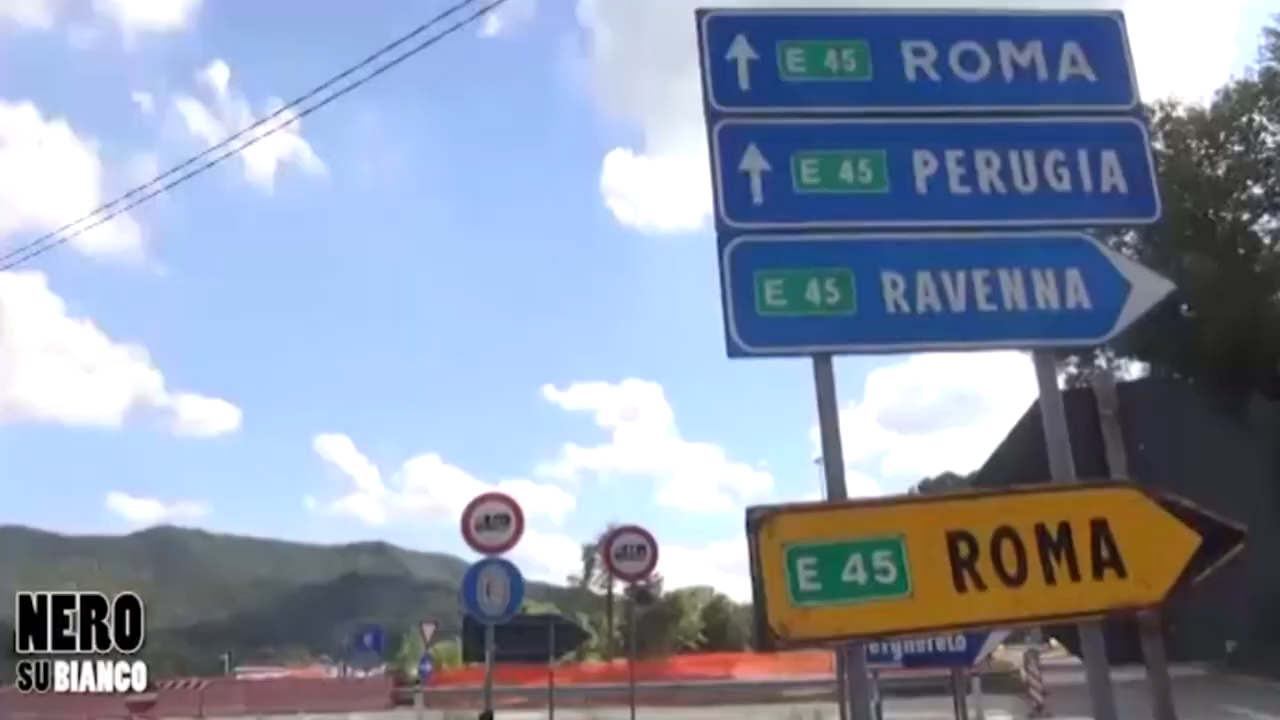 E 45 ROMA
E 45 PERUGIA
E 45 RAVENNA
E 45 ROMA
NERO
SU BIANCO